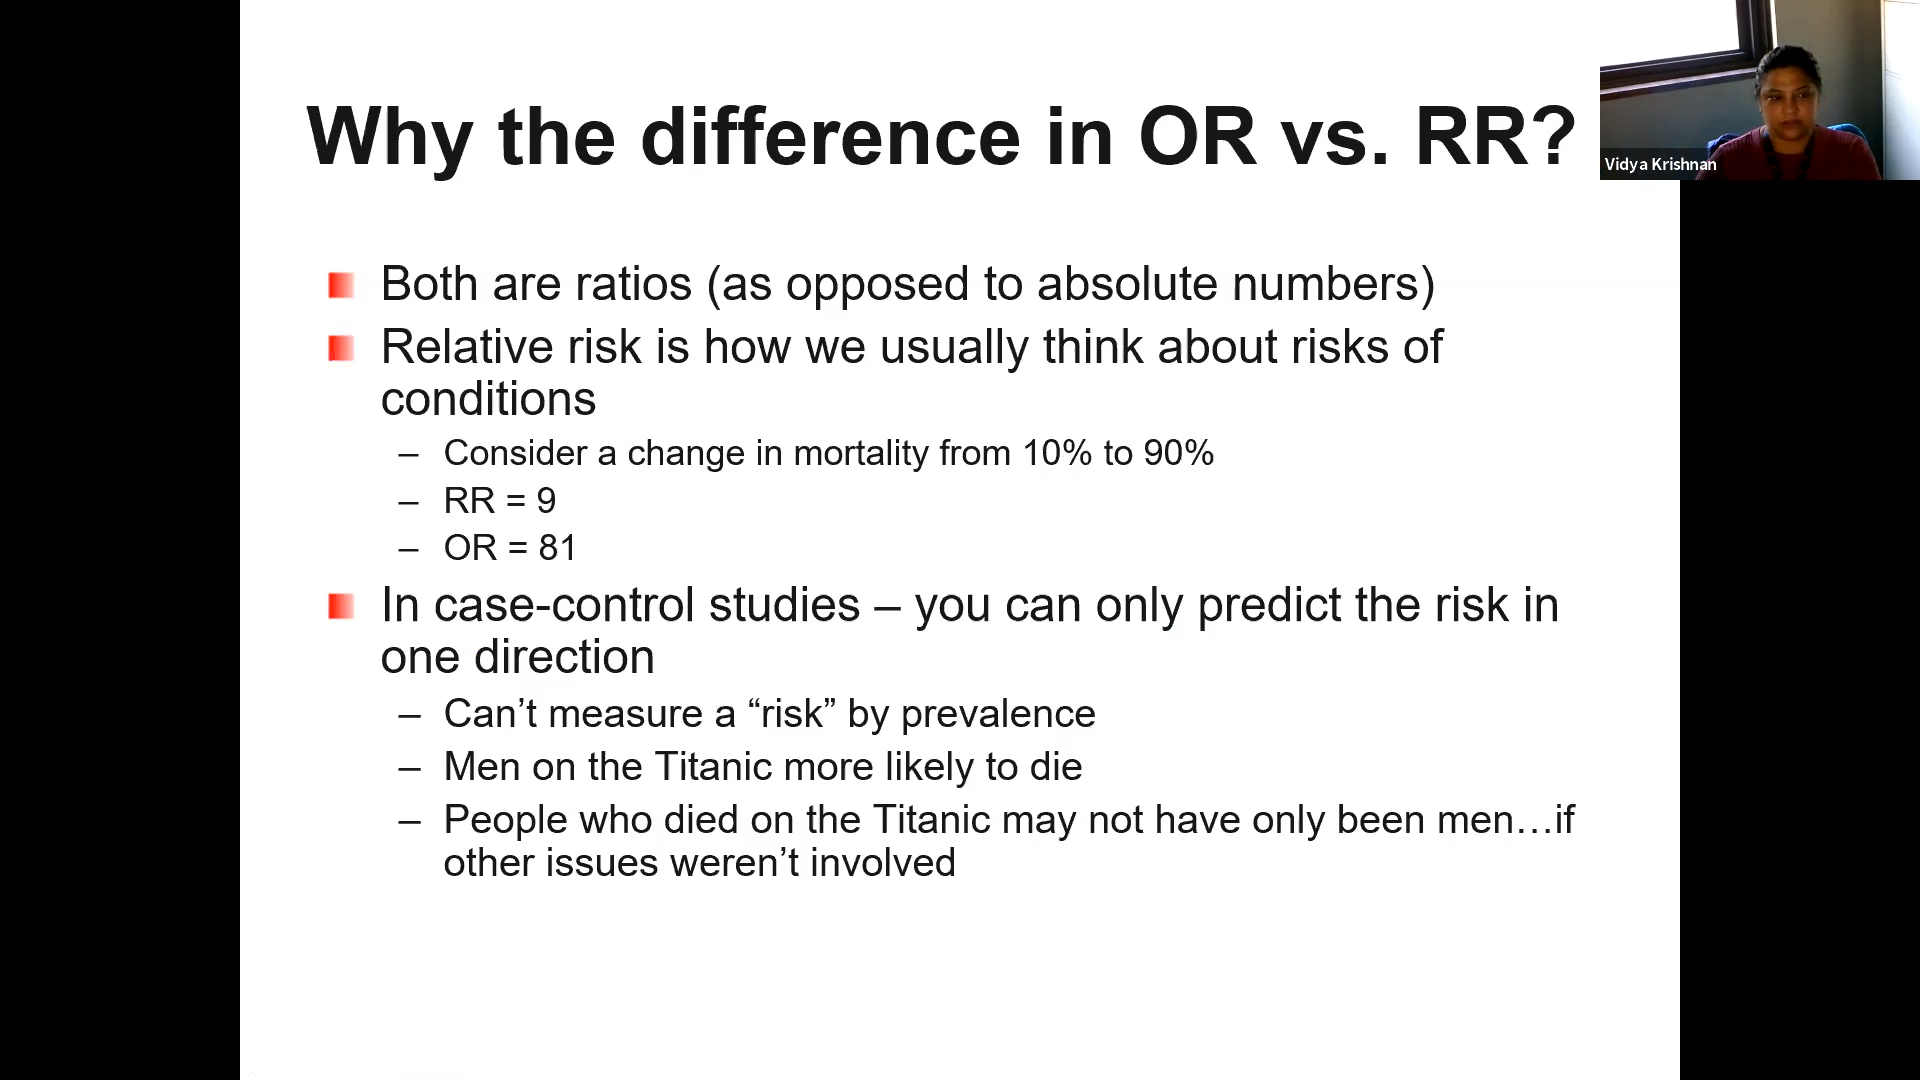 Why the difference in OR vs. RR?
Vidya Krishnan
Both are ratios (as opposed to absolute numbers)
Relative risk is how we usually think about risks of
conditions
– Consider a change in mortality from 10% to 90%
– RR = 9
– OR = 81
In case-control studies – you can only predict the risk in
one direction
– Can’t measure a “risk” by prevalence
– Men on the Titanic more likely to die
– People who died on the Titanic may not have only been men…if
other issues weren’t involved